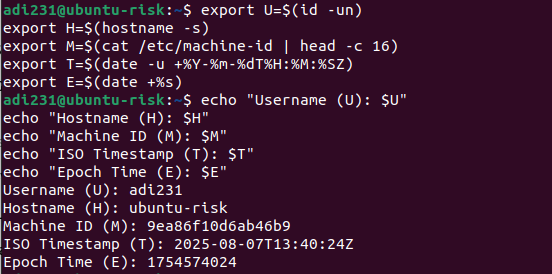 adi231@ubuntu-risk:~$ export U=$(id -un)
export H=$(hostname -s)
export M=$(cat /etc/machine-id | head -c 16)
export T=$(date -u +%Y-%m-%dT%H:%M:%SZ)
export E=$(date +%s)
adi231@ubuntu-risk:~$ echo "Username (U): $U"
echo "Hostname (H): $H"
echo "Machine ID (M): $M"
echo "ISO Timestamp (T): $T"
echo "Epoch Time (E): $E"
Username (U): adi231
Hostname (H): ubuntu-risk
Machine ID (M): 9ea86f10d6ab46b9
ISO Timestamp (T): 2025-08-07T13:40:24Z
Epoch Time (E): 1754574024